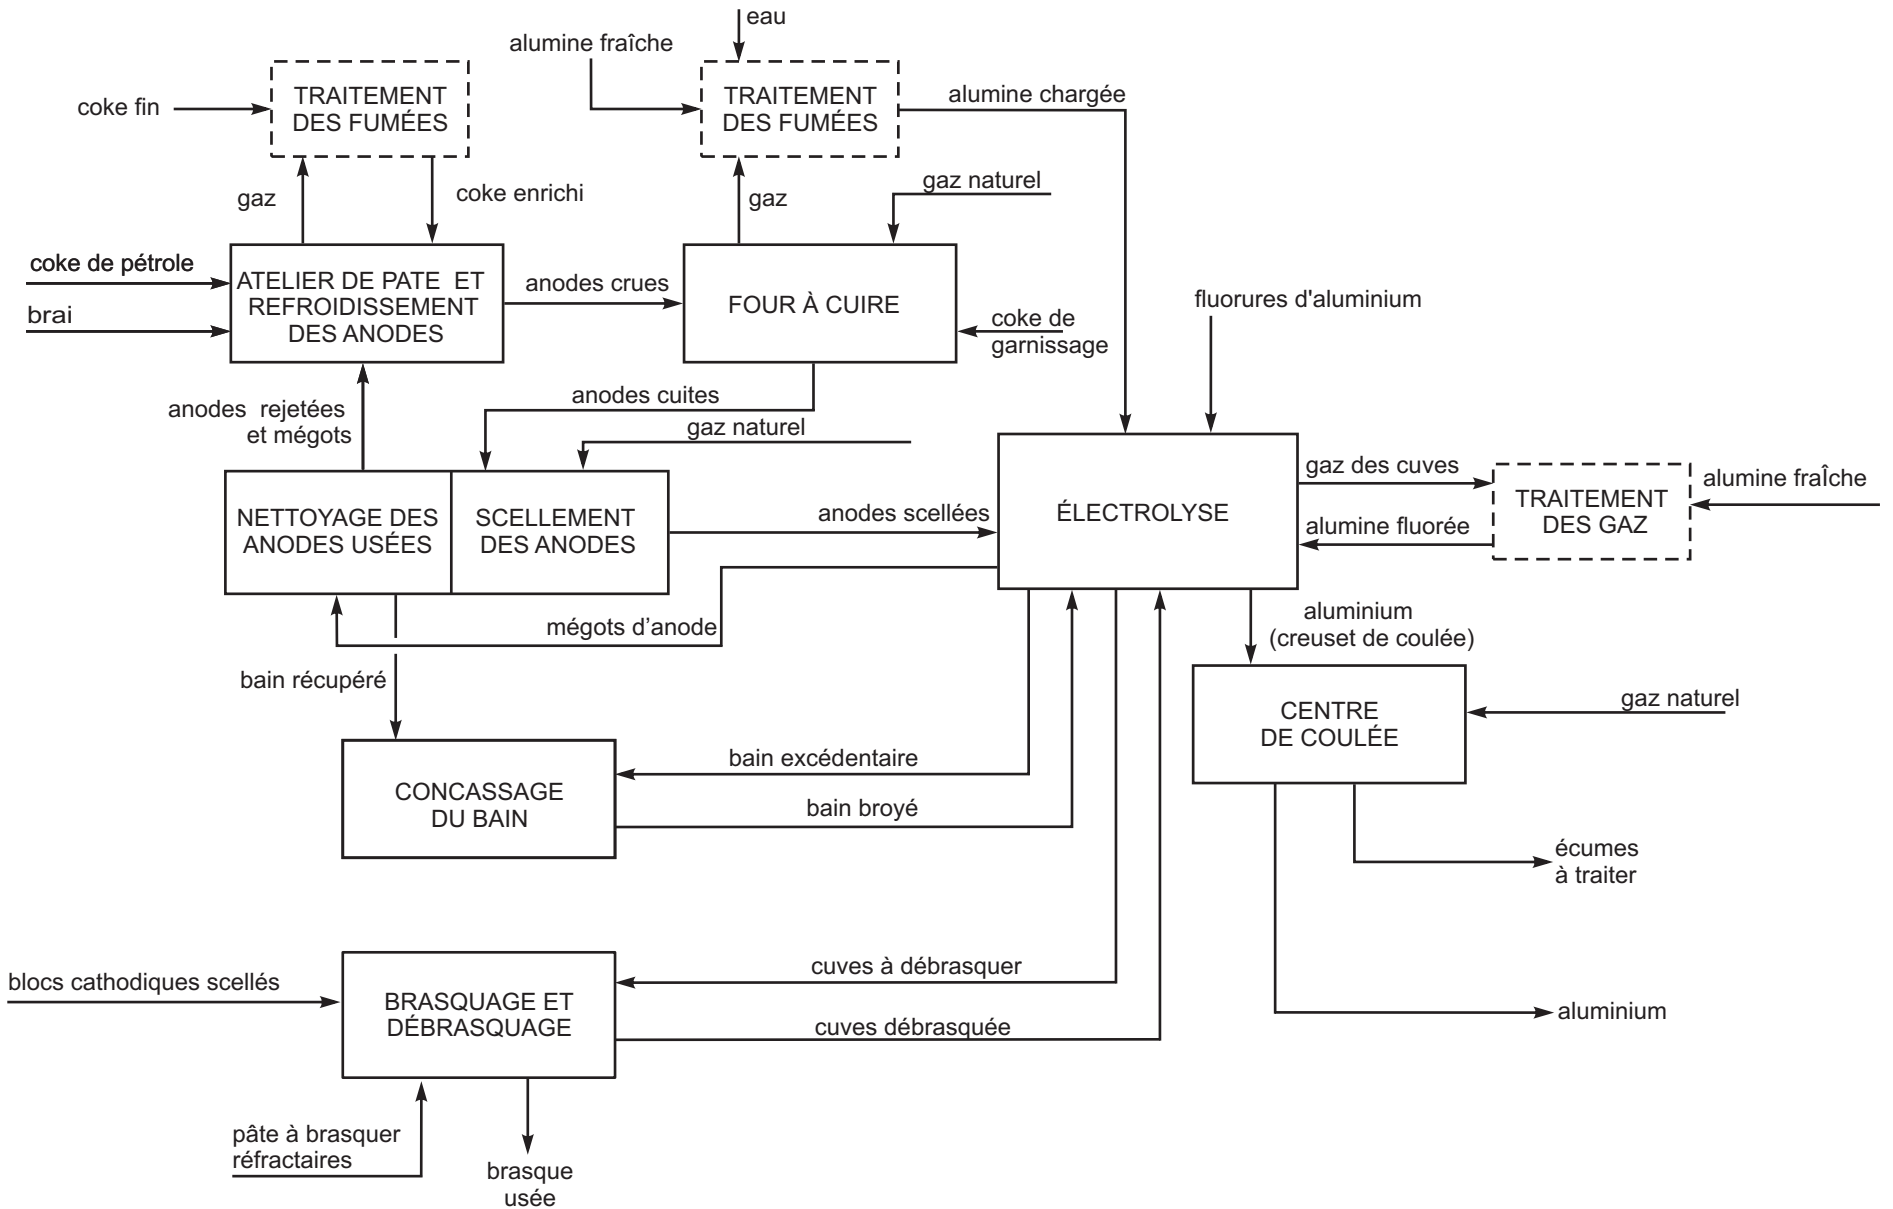 eau
alumine fraîche
TRAITEMENT
DES FUMÉES
coke fin
TRAITEMENT
DES FUMÉES
alumine chargée
gaz
coke enrichi
gaz
gaz naturel
coke de pétrole
brai
ATELIER DE PATE ET
REFROIDISSEMENT
DES ANODES
anodes crues
FOUR À CUIRE
coke de
garnissage
fluorures d'aluminium
anodes rejetées
et mégots
anodes cuites
gaz naturel
NETTOYAGE DES
ANODES USÉES
SCELLEMENT
DES ANODES
anodes scellées
ÉLECTROLYSE
gaz des cuves
alumine fluorée
TRAITEMENT
DES GAZ
alumine fraÎche
mégots d’anode
aluminium
(creuset de coulée)
bain récupéré
CENTRE
DE COULÉE
gaz naturel
CONCASSAGE
DU BAIN
bain excédentaire
bain broyé
écumes
à traiter
blocs cathodiques scellés
BRASQUAGE ET
DÉBRASQUAGE
cuves à débrasquer
cuves débrasquée
aluminium
pâte à brasquer
réfractaires
brasque
usée